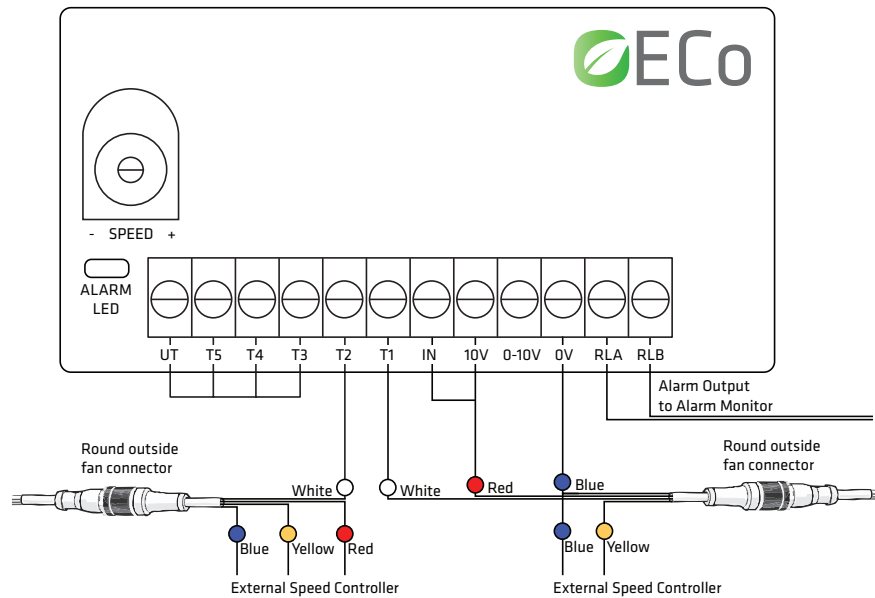 ECo
- SPEED +
ALARM
LED
UT T5 T4 T3 T2 T1 IN 10V 0-10V 0V RLA RLB
Alarm Output
to Alarm Monitor
Round outside
fan connector
Round outside
fan connector
White White Red Blue
Blue Yellow Red Blue Yellow
External Speed Controller External Speed Controller